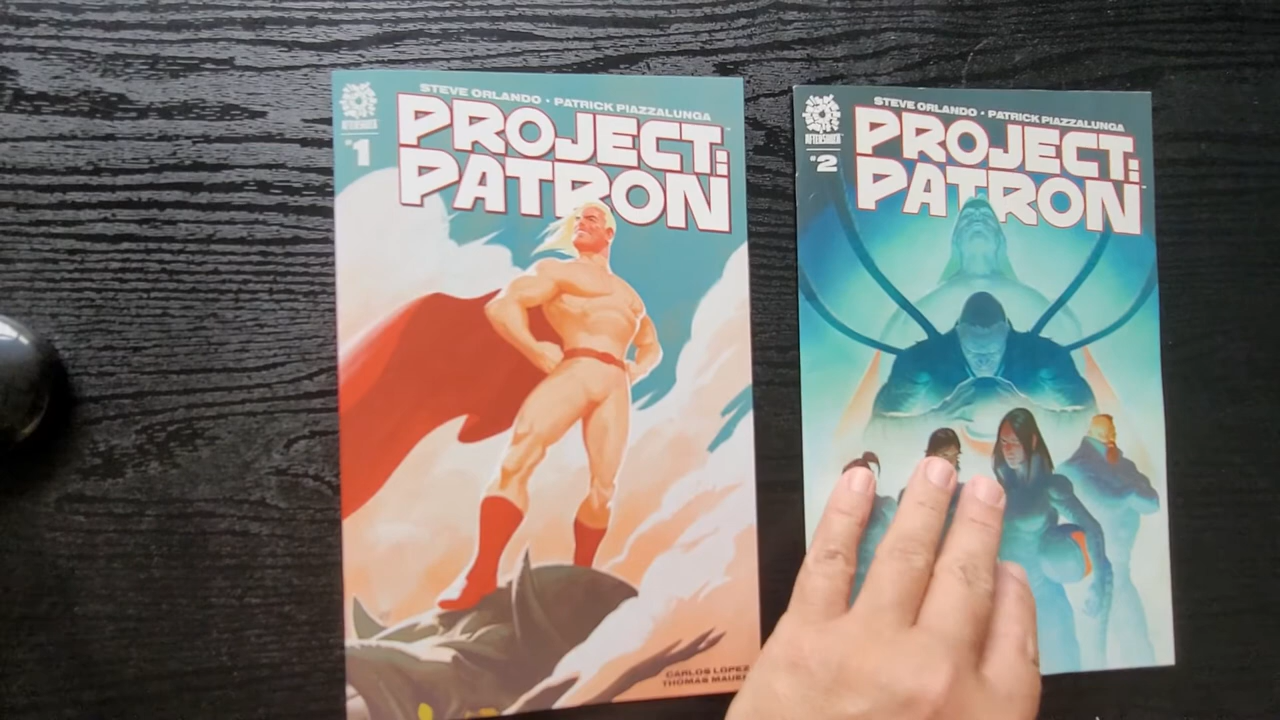 STEVE ORLANDO • PATRICK PIAZZALUNGA
AFTERSHOCK
#1
PROJECT:
PATRON
CARLOS LOPEZ
THOMAS MAUER
STEVE ORLANDO • PATRICK PIAZZALUNGA
AFTERSHOCK
#2
PROJECT:
PATRON